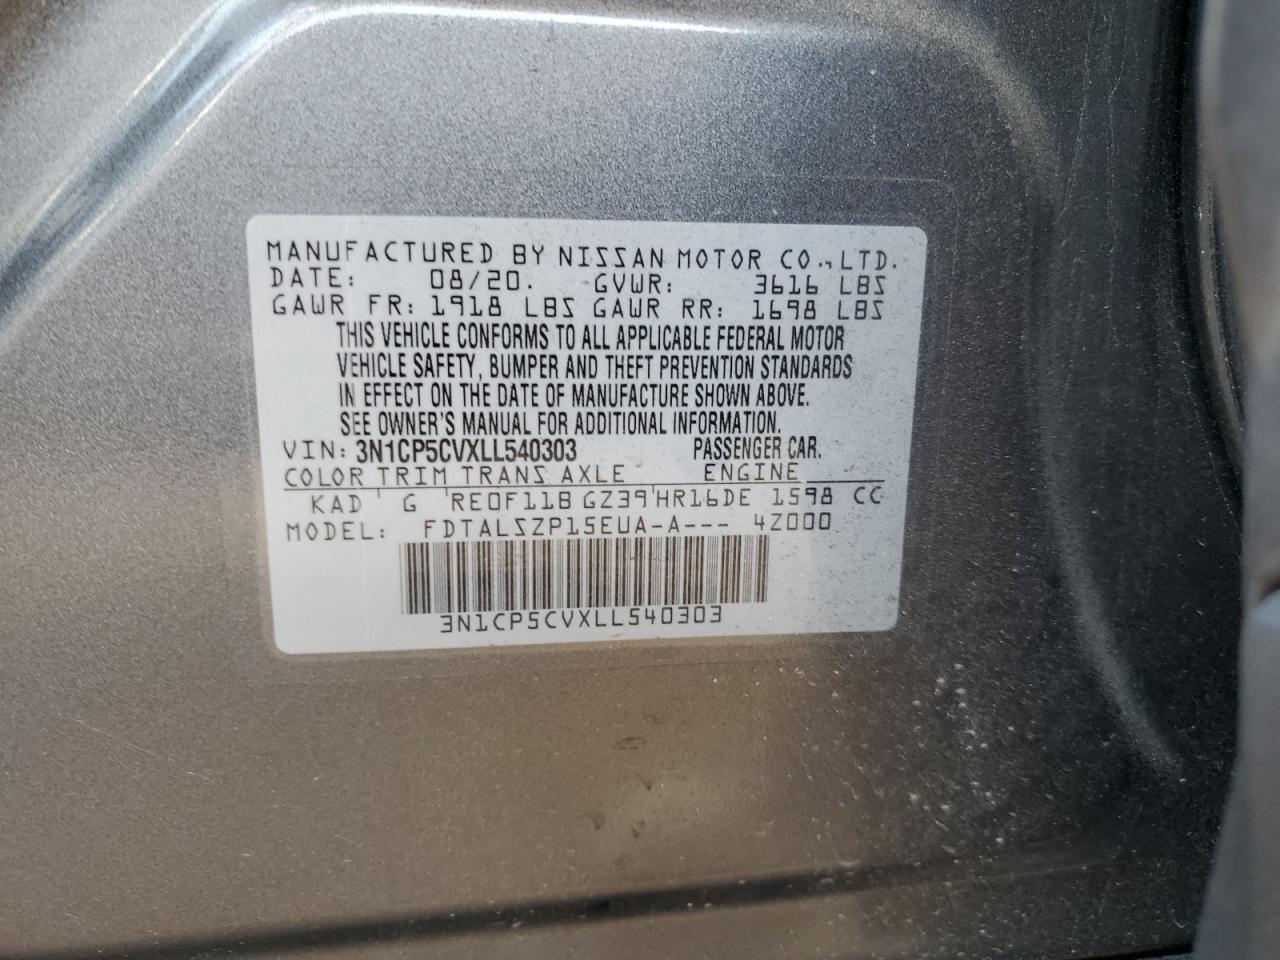 MANUFACTURED BY NISSAN MOTOR CO.,LTD.
DATE: 08/20. GVWR: 3616 LBS
GAWR FR: 1918 LBS GAWR RR: 1698 LBS
THIS VEHICLE CONFORMS TO ALL APPLICABLE FEDERAL MOTOR
VEHICLE SAFETY, BUMPER AND THEFT PREVENTION STANDARDS
IN EFFECT ON THE DATE OF MANUFACTURE SHOWN ABOVE.
SEE OWNER'S MANUAL FOR ADDITIONAL INFORMATION.
VIN: 3N1CP5CVXLL540303 PASSENGER CAR.
COLOR TRIM TRANS AXLE ENGINE
KAD G RE0F11B GZ39 HR16DE 1598 CC
MODEL: FDTALSZP15EUA-A--- 4Z000
3N1CP5CVXLL540303